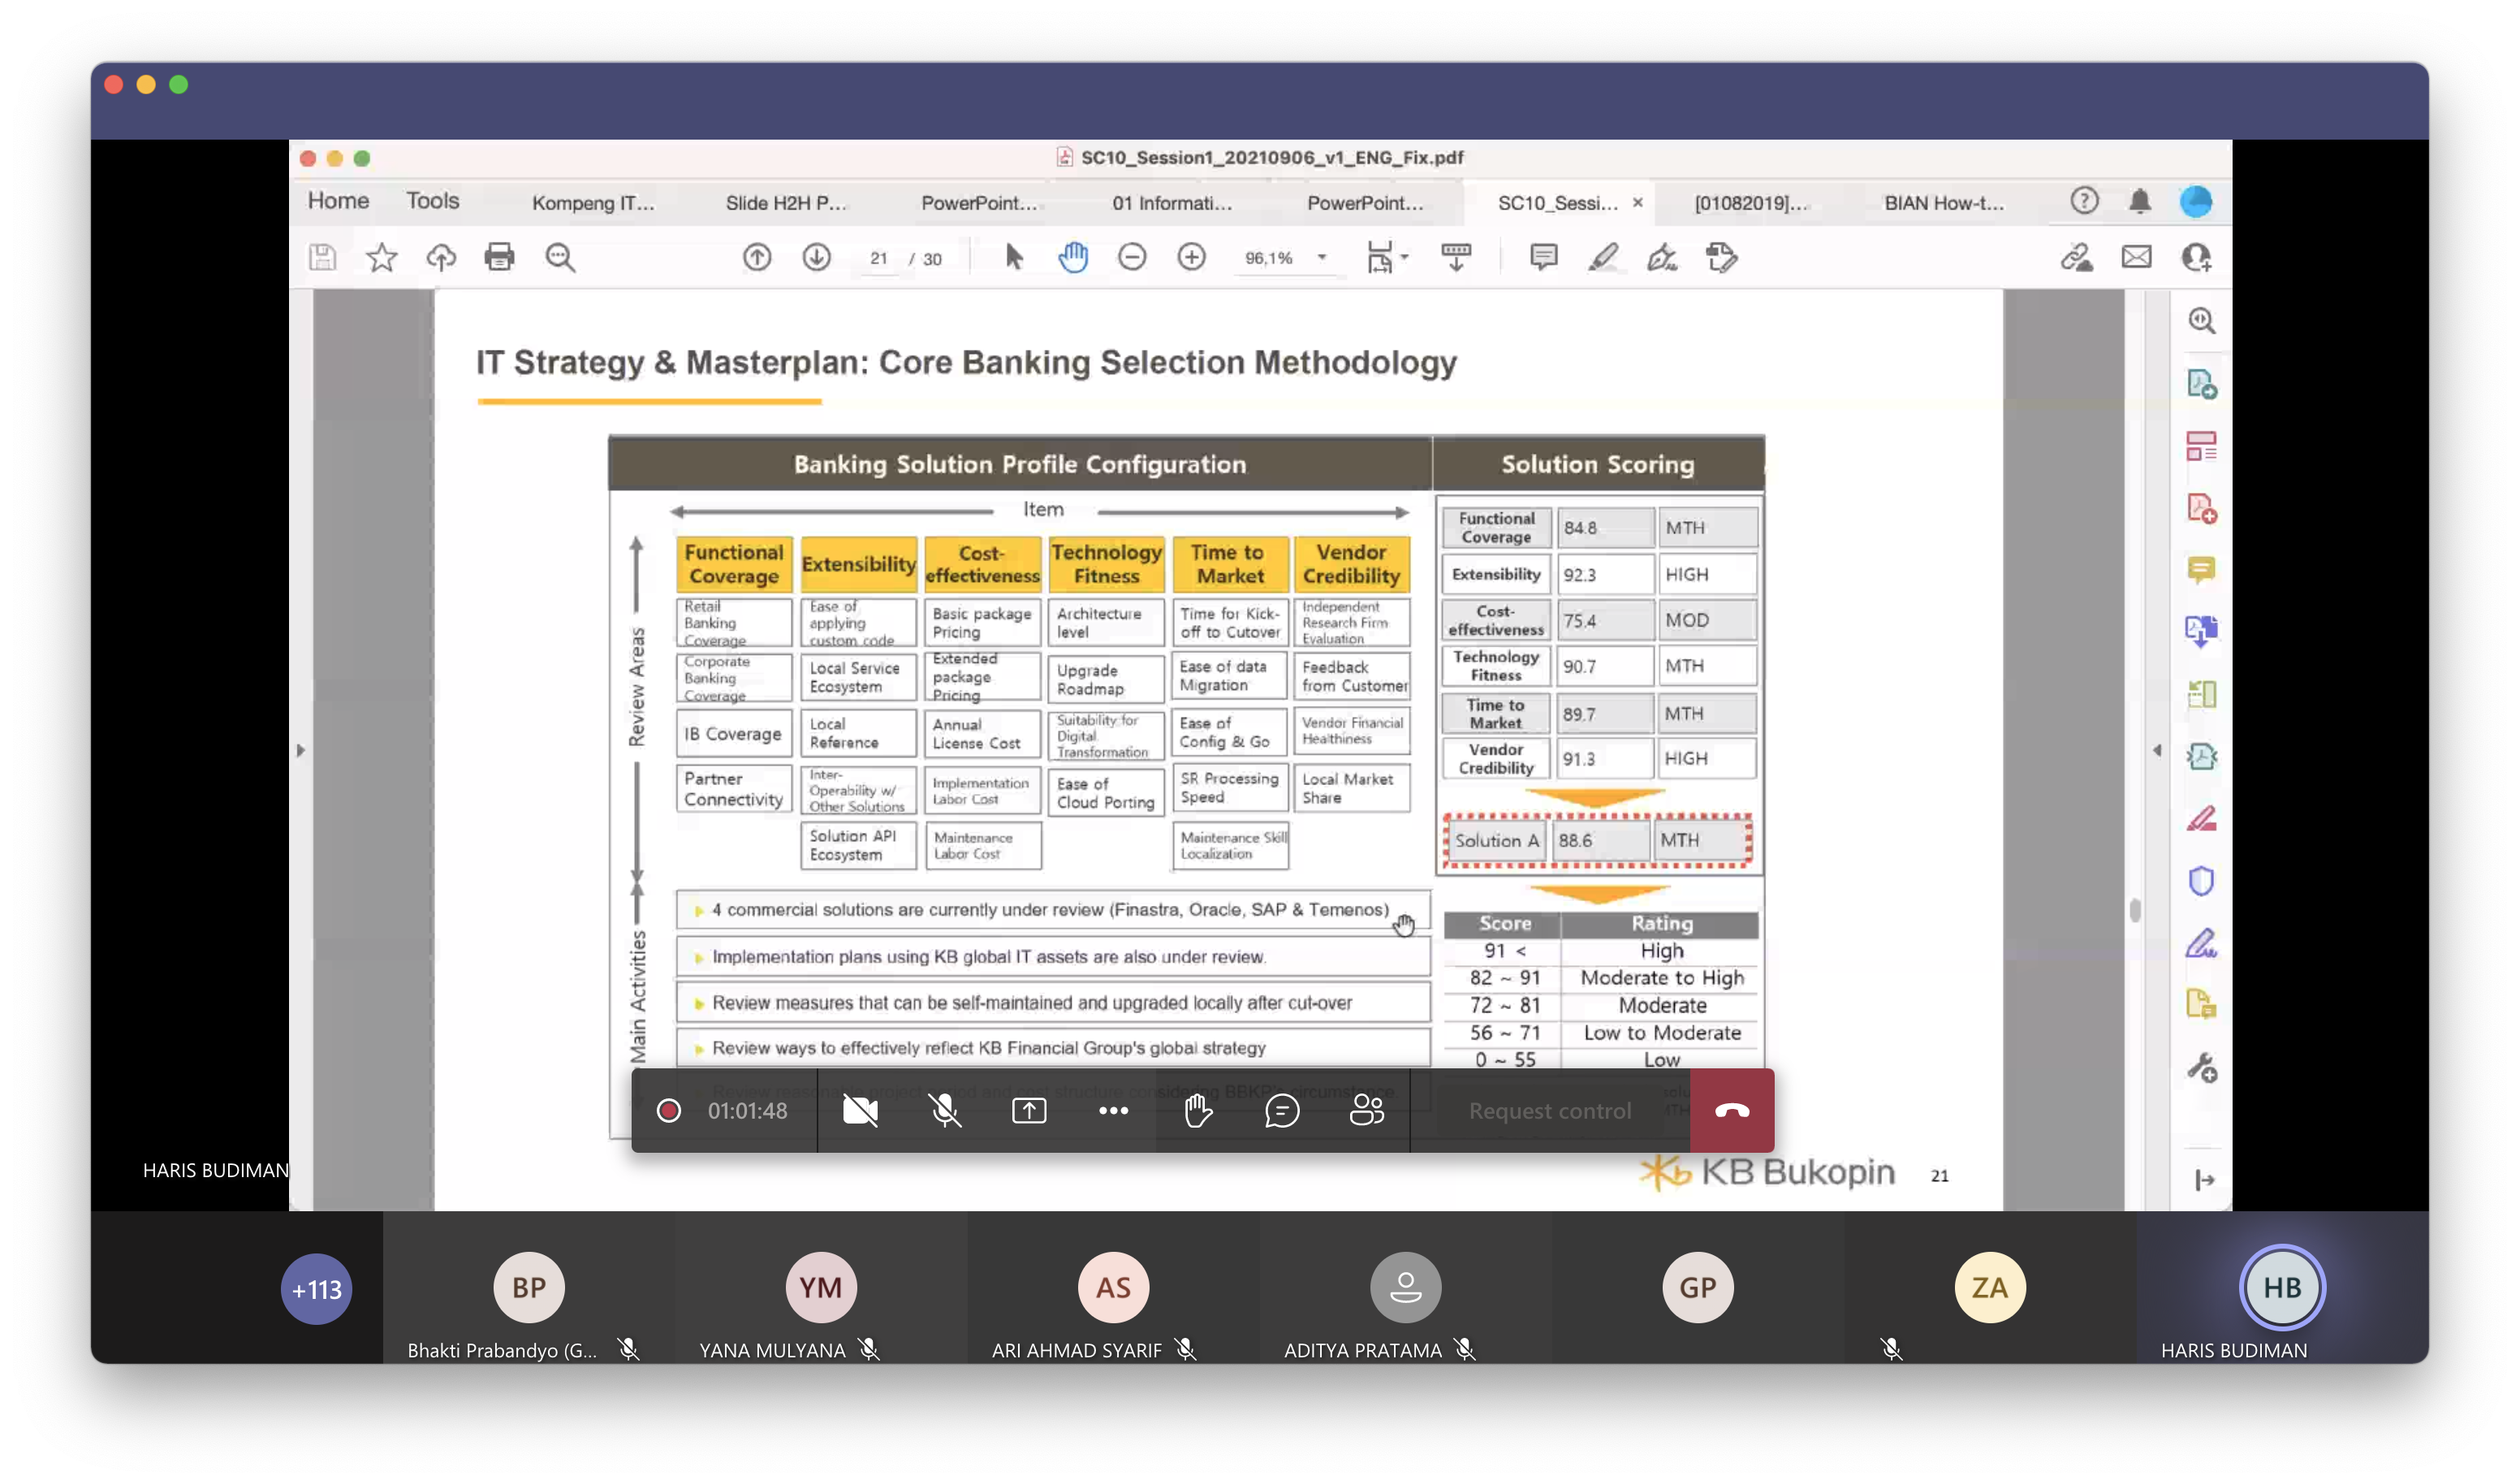 SC10_Session1_20210906_v1_ENG_Fix.pdf
Home
Tools
Kompeng IT...
Slide H2H P...
PowerPoint...
01 Informati...
PowerPoint...
SC10_Sessi... ×
[01082019]...
BIAN How-t...
21 / 30
96,1%
IT Strategy & Masterplan: Core Banking Selection Methodology
Banking Solution Profile Configuration
Item
Review Areas
Functional
Coverage
Retail
Banking
Coverage
Corporate
Banking
Coverage
IB Coverage
Partner
Connectivity
Extensibility
Ease of
applying
custom code
Local Service
Ecosystem
Local
Reference
Inter-
Operability w/
Other Solutions
Solution API
Ecosystem
Cost-
effectiveness
Basic package
Pricing
Extended
package
Pricing
Annual
License Cost
Implementation
Labor Cost
Maintenance
Labor Cost
Technology
Fitness
Architecture
level
Upgrade
Roadmap
Suitability for
Digital
Transformation
Ease of
Cloud Porting
Time to
Market
Time for Kick-
off to Cutover
Ease of data
Migration
Ease of
Config & Go
SR Processing
Speed
Maintenance Skill
Localization
Vendor
Credibility
Independent
Research Firm
Evaluation
Feedback
from Customer
Vendor Financial
Healthiness
Local Market
Share
Main Activities
4 commercial solutions are currently under review (Finastra, Oracle, SAP & Temenos)
Implementation plans using KB global IT assets are also under review.
Review measures that can be self-maintained and upgraded locally after cut-over
Review ways to effectively reflect KB Financial Group's global strategy
Solution Scoring
Functional
Coverage
84.8
MTH
Extensibility
92.3
HIGH
Cost-
effectiveness
75.4
MOD
Technology
Fitness
90.7
MTH
Time to
Market
89.7
MTH
Vendor
Credibility
91.3
HIGH
Solution A
88.6
MTH
Score Rating
91 < High
82 ~ 91 Moderate to High
72 ~ 81 Moderate
56 ~ 71 Low to Moderate
0 ~ 55 Low
01:01:48
Request control
KB Bukopin
21
HARIS BUDIMAN
+113
BP
Bhakti Prabandyo (G...
YM
YANA MULYANA
AS
ARI AHMAD SYARIF
ADITYA PRATAMA
GP
ZA
HB
HARIS BUDIMAN